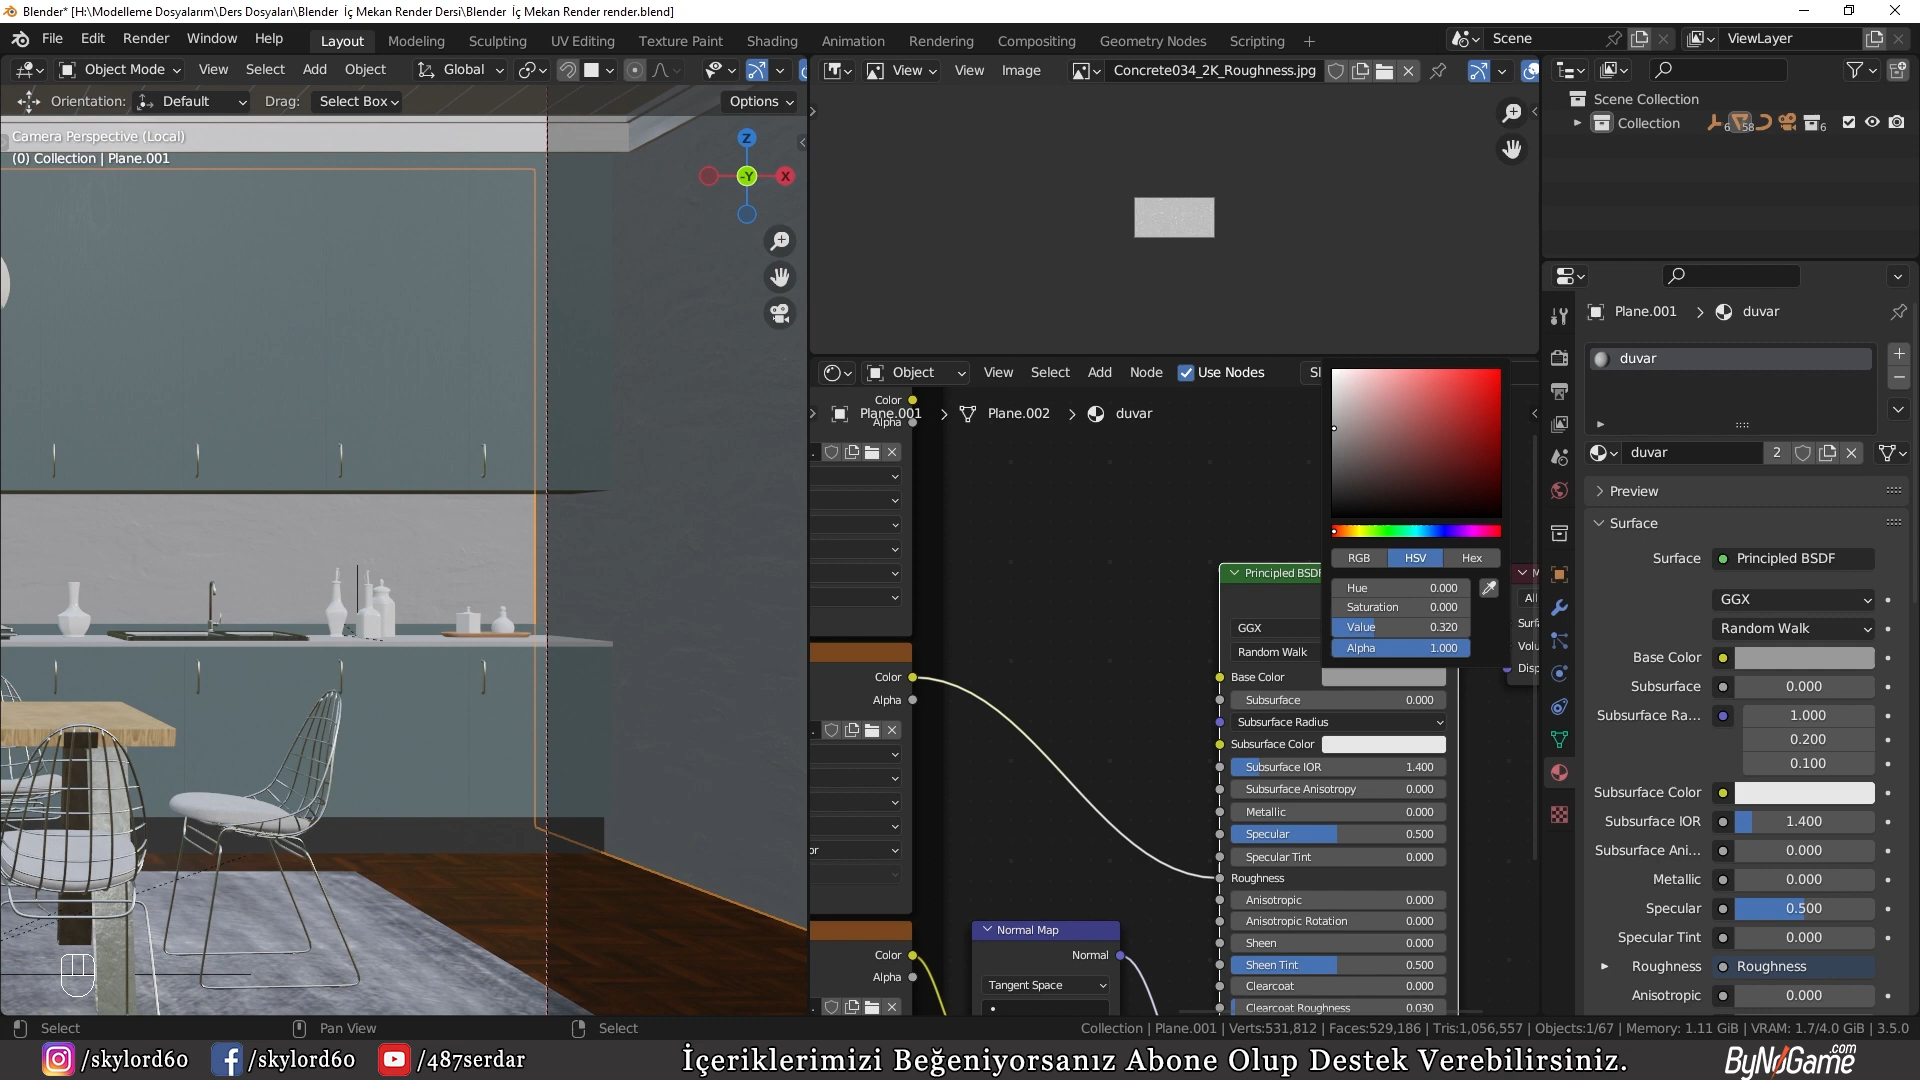 Blender* [H:\Modelleme Dosyalarım\Ders Dosyaları\Blender İç Mekan Render Dersi\Blender İç Mekan Render render.blend]
File Edit Render Window Help
Layout Modeling Sculpting UV Editing Texture Paint Shading Animation Rendering Compositing Geometry Nodes Scripting +
Scene
ViewLayer
Object Mode View Select Add Object Global
View View Image Concrete034_2K_Roughness.jpg
Orientation: Default Drag: Select Box Options
Camera Perspective (Local)
(0) Collection | Plane.001
Z
-Y
X
Scene Collection
Collection 6 58 6
Object View Select Add Node Use Nodes
Plane.001 > Plane.002 > duvar
Color
Alpha
Color
Alpha
Color
Alpha
Normal Map
Normal
Tangent Space
RGB HSV Hex
Hue 0.000
Saturation 0.000
Value 0.320
Alpha 1.000
Principled BSDF
GGX
Random Walk
Base Color
Subsurface 0.000
Subsurface Radius
Subsurface Color
Subsurface IOR 1.400
Subsurface Anisotropy 0.000
Metallic 0.000
Specular 0.500
Specular Tint 0.000
Roughness
Anisotropic 0.000
Anisotropic Rotation 0.000
Sheen 0.000
Sheen Tint 0.500
Clearcoat 0.000
Clearcoat Roughness 0.030
Plane.001 > duvar
duvar
duvar 2
Preview
Surface
Surface Principled BSDF
GGX
Random Walk
Base Color
Subsurface 0.000
Subsurface Ra... 1.000
0.200
0.100
Subsurface Color
Subsurface IOR 1.400
Subsurface Ani... 0.000
Metallic 0.000
Specular 0.500
Specular Tint 0.000
Roughness Roughness
Anisotropic 0.000
Select Pan View Select
Collection | Plane.001 | Verts:531,812 | Faces:529,186 | Tris:1,056,557 | Objects:1/67 | Memory: 1.11 GiB | VRAM: 1.7/4.0 GiB | 3.5.0
/skylord60 /skylord60 /487serdar
İçeriklerimizi Beğeniyorsanız Abone Olup Destek Verebilirsiniz.
ByNoGame.com